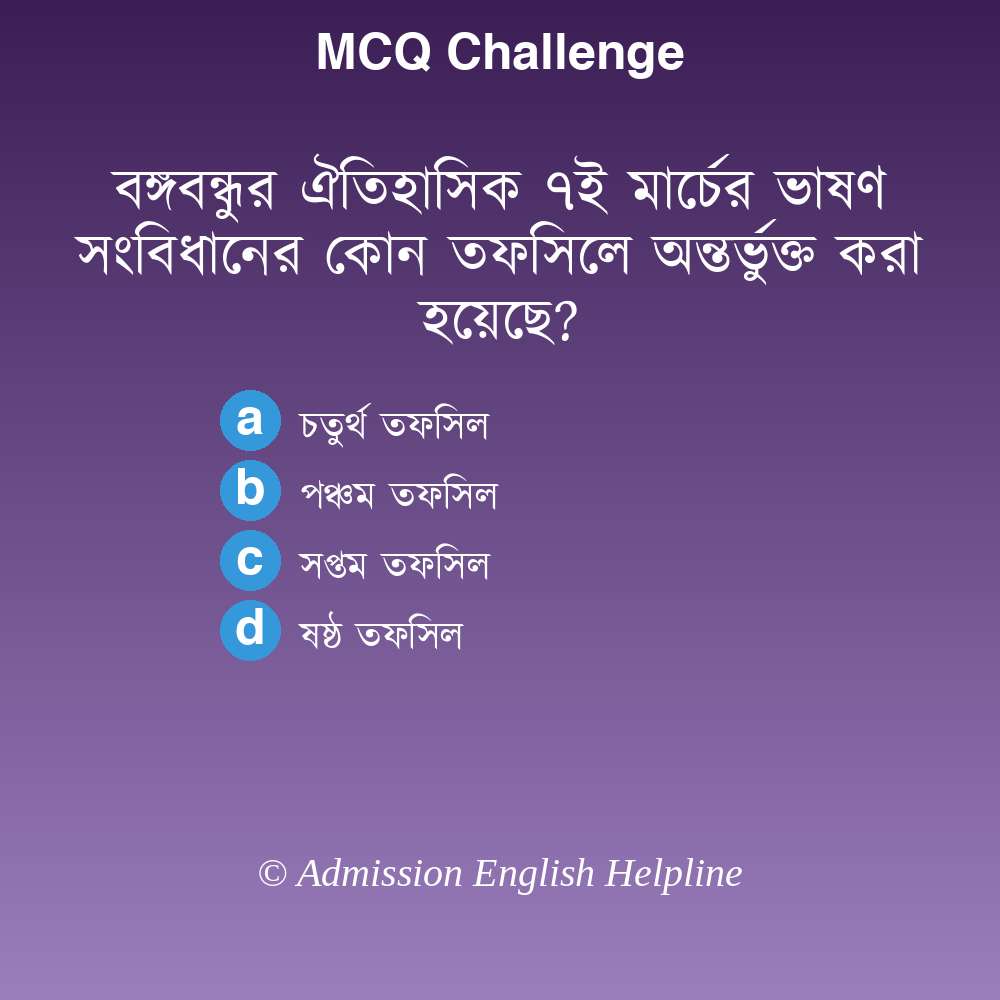 MCQ Challenge
বঙ্গবন্ধুর ঐতিহাসিক ৭ই মার্চের ভাষণ
সংবিধানের কোন তফসিলে অন্তর্ভুক্ত করা
হয়েছে?
a চতুর্থ তফসিল
b পঞ্চম তফসিল
c সপ্তম তফসিল
d ষষ্ঠ তফসিল
© Admission English Helpline